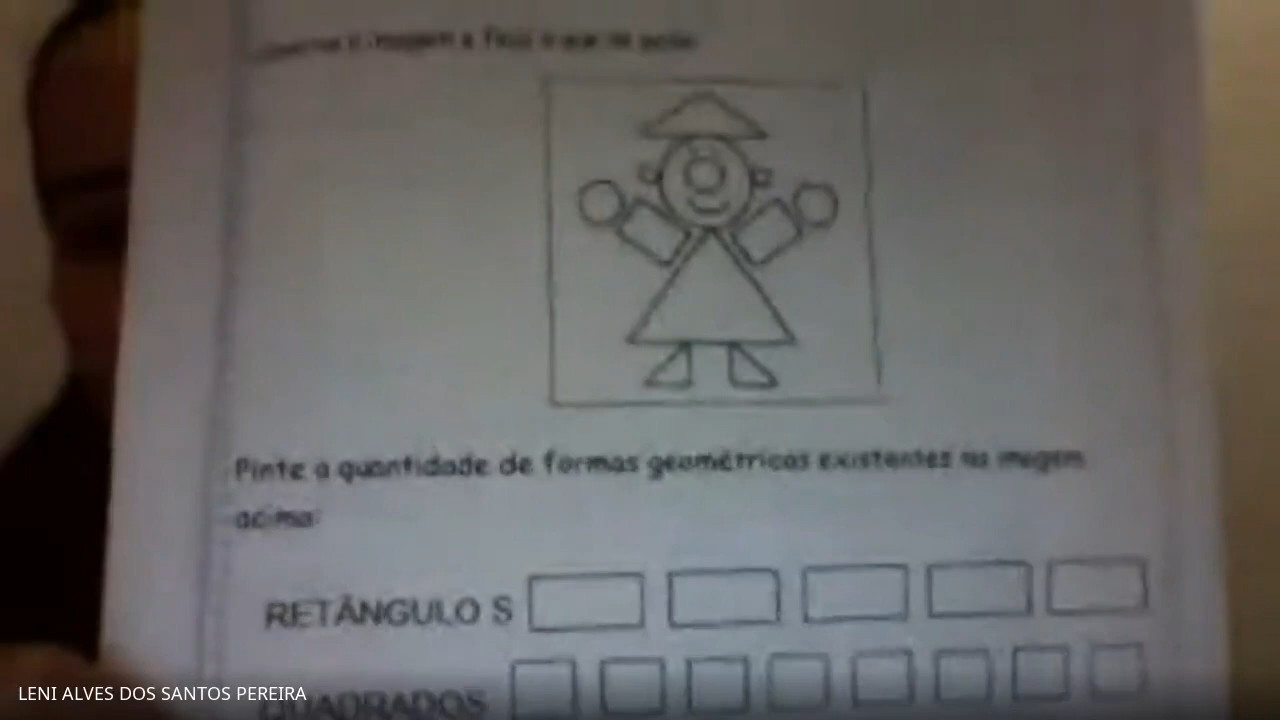 Pinte a quantidade de formas geométricas existentes na imagem
acima:
RETÂNGULO S
QUADRADOS
LENI ALVES DOS SANTOS PEREIRA